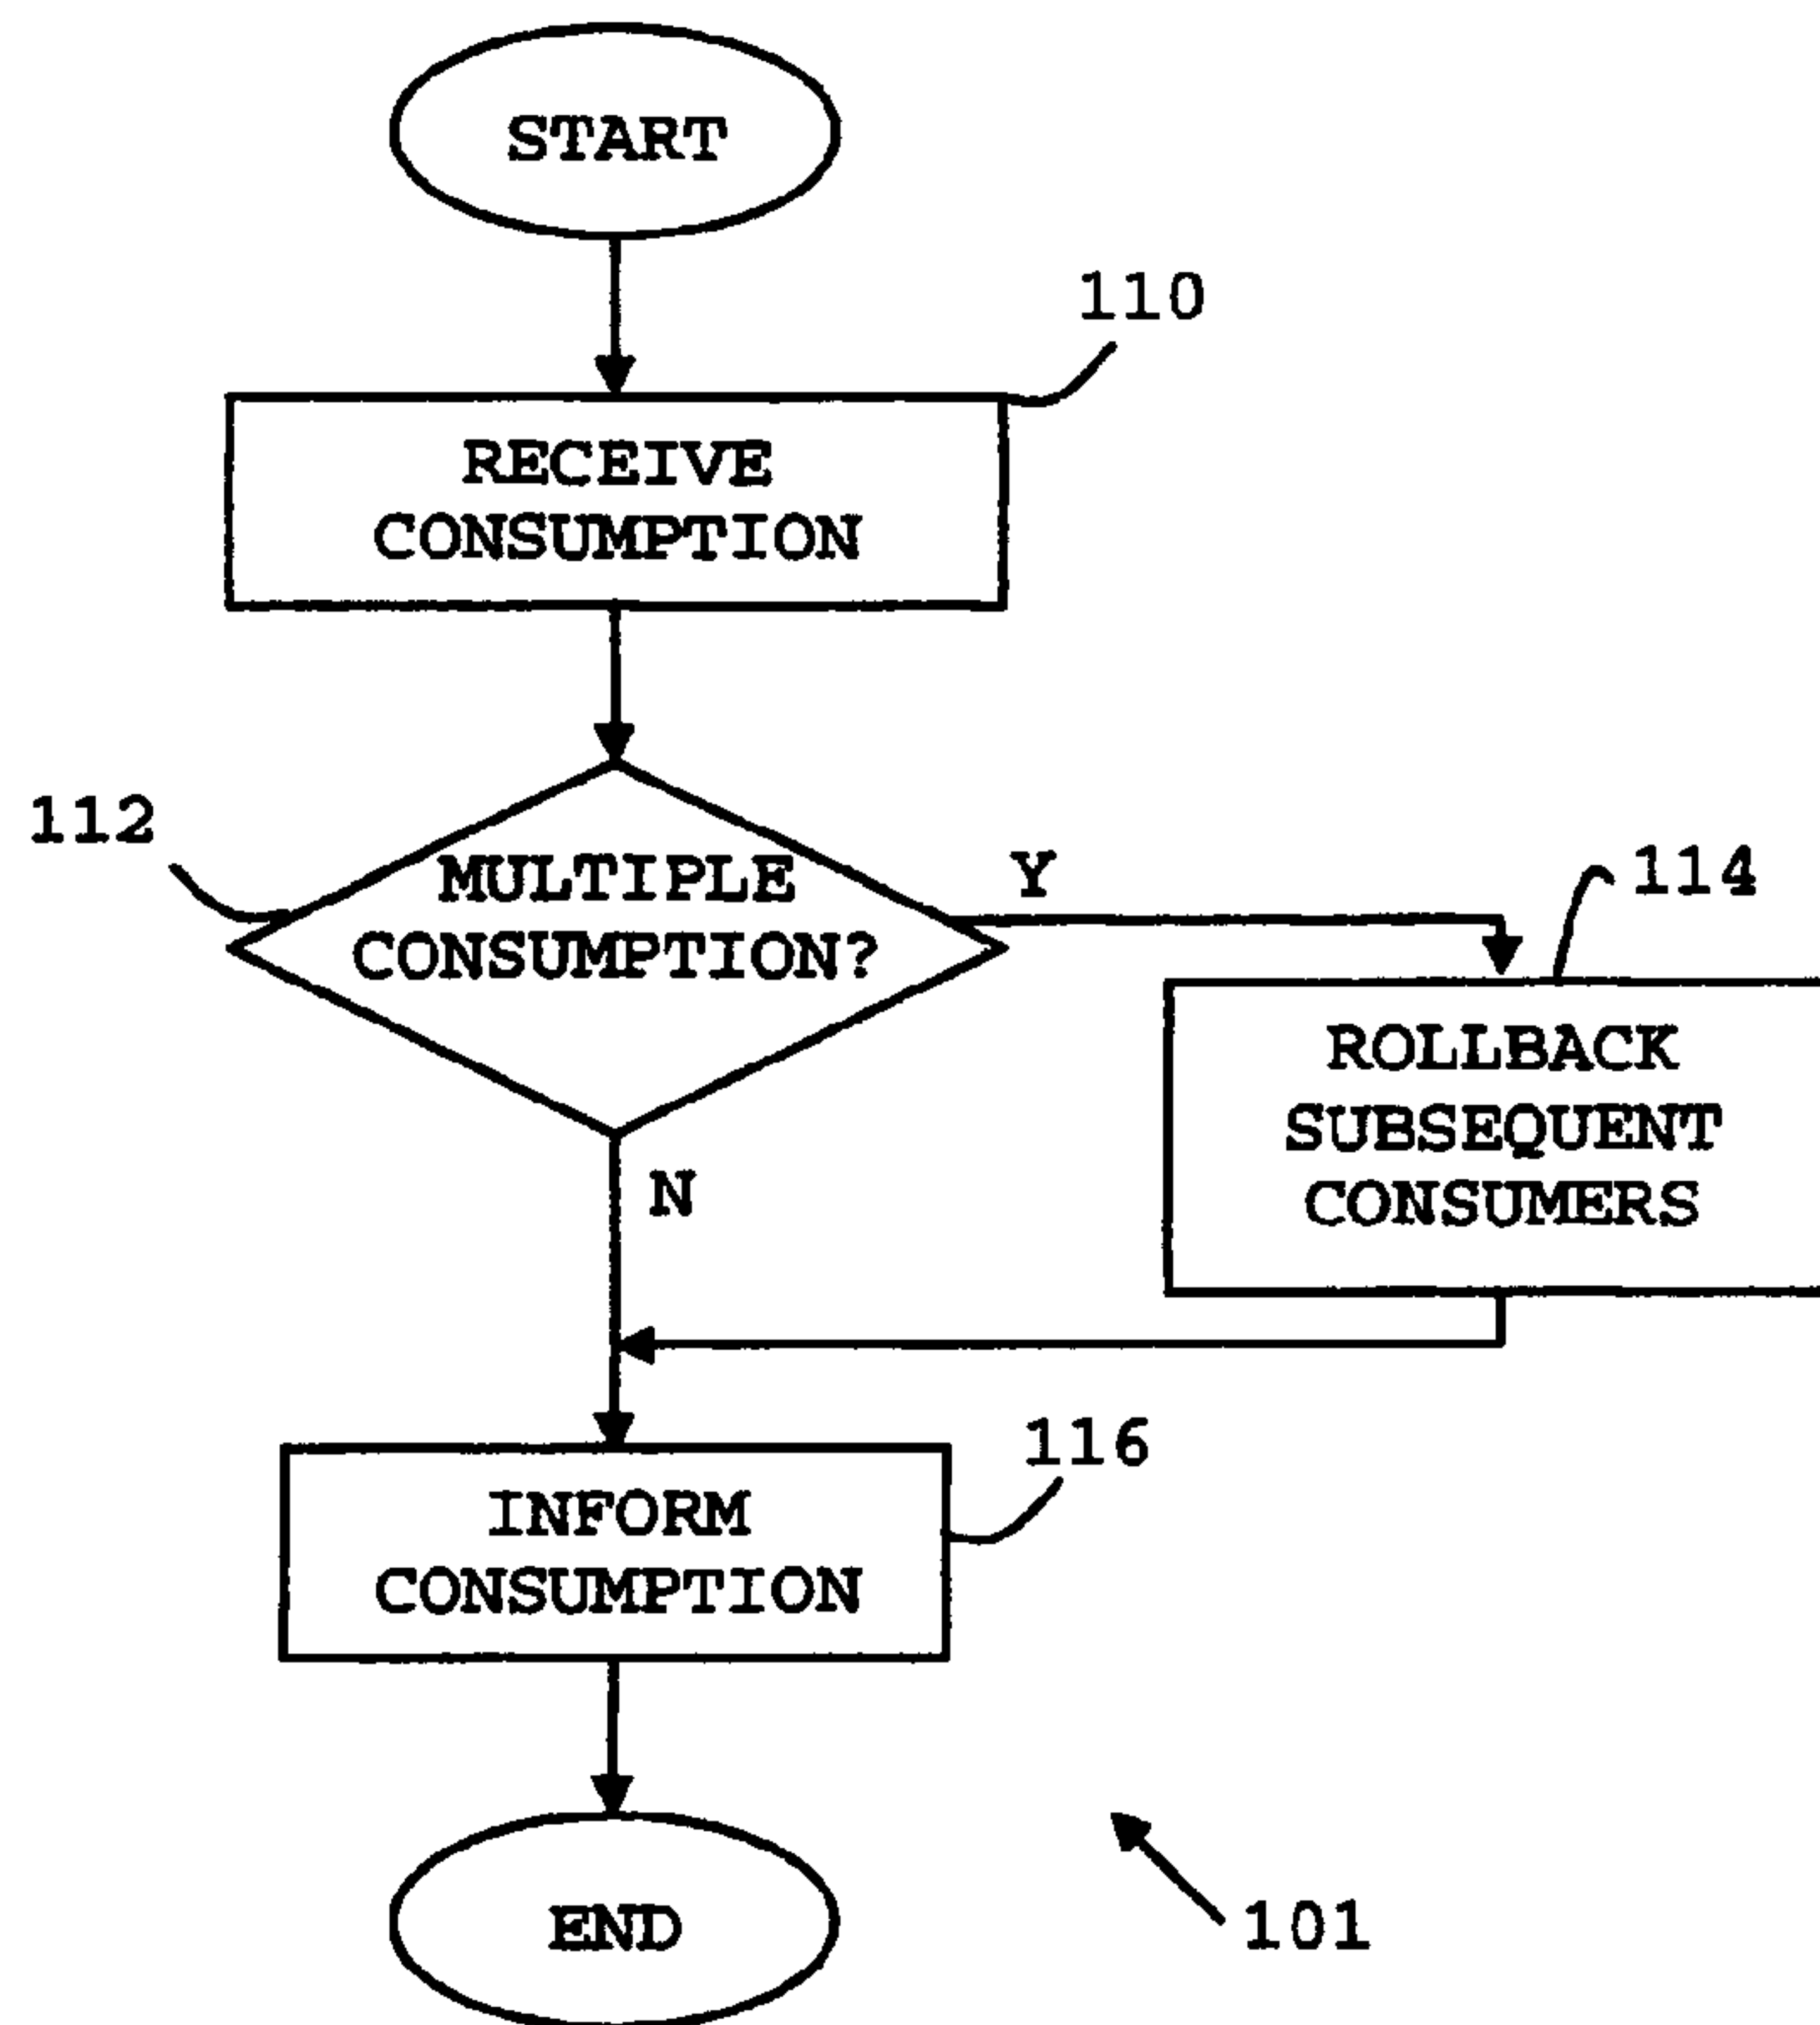 START
110
RECEIVE
CONSUMPTION
112
MULTIPLE
CONSUMPTION?
Y
114
ROLLBACK
SUBSEQUENT
CONSUMERS
N
116
INFORM
CONSUMPTION
END
101